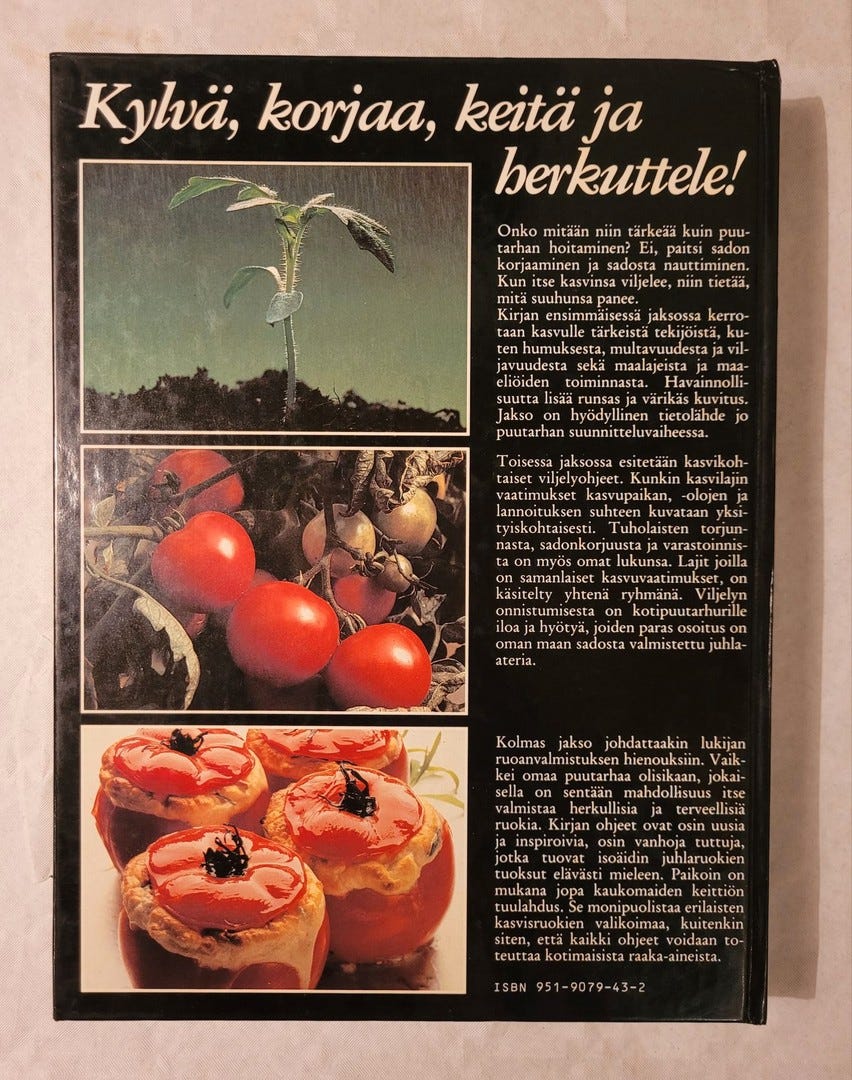 Kylvä, korjaa, keitä ja
herkuttele!
Onko mitään niin tärkeää kuin puu-
tarhan hoitaminen? Ei, paitsi sadon
korjaaminen ja sadosta nauttiminen.
Kun itse kasvinsa viljelee, niin tietää,
mitä suuhunsa panee.
Kirjan ensimmäisessä jaksossa kerro-
taan kasvulle tärkeistä tekijöistä, ku-
ten humuksesta, multavuudesta ja vil-
javuudesta sekä maalajeista ja maa-
eliöiden toiminnasta. Havainnolli-
suutta lisää runsas ja värikäs kuvitus.
Jakso on hyödyllinen tietolähde jo
puutarhan suunnitteluvaiheessa.
Toisessa jaksossa esitetään kasvikoh-
taiset viljelyohjeet. Kunkin kasvilajin
vaatimukset kasvupaikan, -olojen ja
lannoituksen suhteen kuvataan yksi-
tyiskohtaisesti. Tuholaisten torjun-
nasta, sadonkorjuusta ja varastoinnis-
ta on myös omat lukunsa. Lajit joilla
on samanlaiset kasvuvaatimukset, on
käsitelty yhtenä ryhmänä. Viljelyn
onnistumisesta on kotipuutarhurille
iloa ja hyötyä, joiden paras osoitus on
oman maan sadosta valmistettu juhla-
ateria.
Kolmas jakso johdattaakin lukijan
ruoanvalmistuksen hienouksiin. Vaik-
kei omaa puutarhaa olisikaan, jokai-
sella on sentään mahdollisuus itse
valmistaa herkullisia ja terveellisiä
ruokia. Kirjan ohjeet ovat osin uusia
ja inspiroivia, osin vanhoja tuttuja,
jotka tuovat isoäidin juhlaruokien
tuoksut elävästi mieleen. Paikoin on
mukana jopa kaukomaiden keittiön
tuulahdus. Se monipuolistaa erilaisten
kasvisruokien valikoimaa, kuitenkin
siten, että kaikki ohjeet voidaan to-
teuttaa kotimaisista raaka-aineista.
ISBN 951-9079-43-2